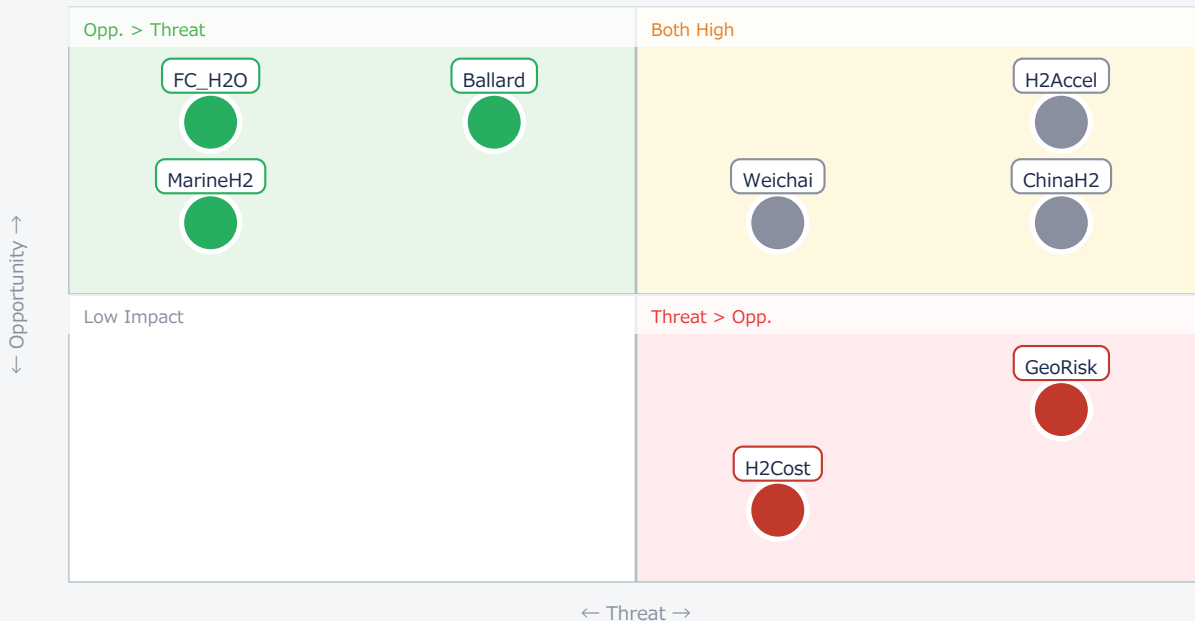 Opp. > Threat
Both High
FC_H2O
Ballard
H2Accel
MarineH2
Weichai
ChinaH2
← Opportunity →
Low Impact
Threat > Opp.
GeoRisk
H2Cost
← Threat →